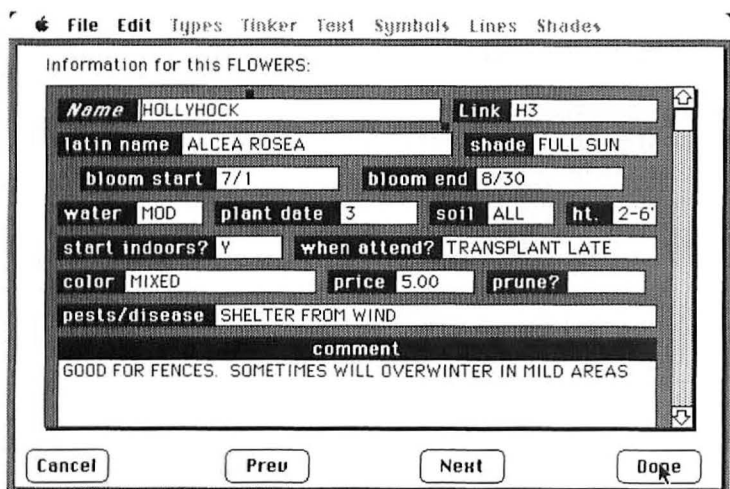 File Edit Types Tinker Text Symbols Lines Shades
Information for this FLOWERS:
Name HOLLYHOCK Link H3
latin name ALCEA ROSEA shade FULL SUN
bloom start 7/1 bloom end 8/30
water MOD plant date 3 soil ALL ht. 2-6'
start indoors? Y when attend? TRANSPLANT LATE
color MIXED price 5.00 prune?
pests/disease SHELTER FROM WIND
comment
GOOD FOR FENCES. SOMETIMES WILL OVERWINTER IN MILD AREAS
Cancel Prev Next Done